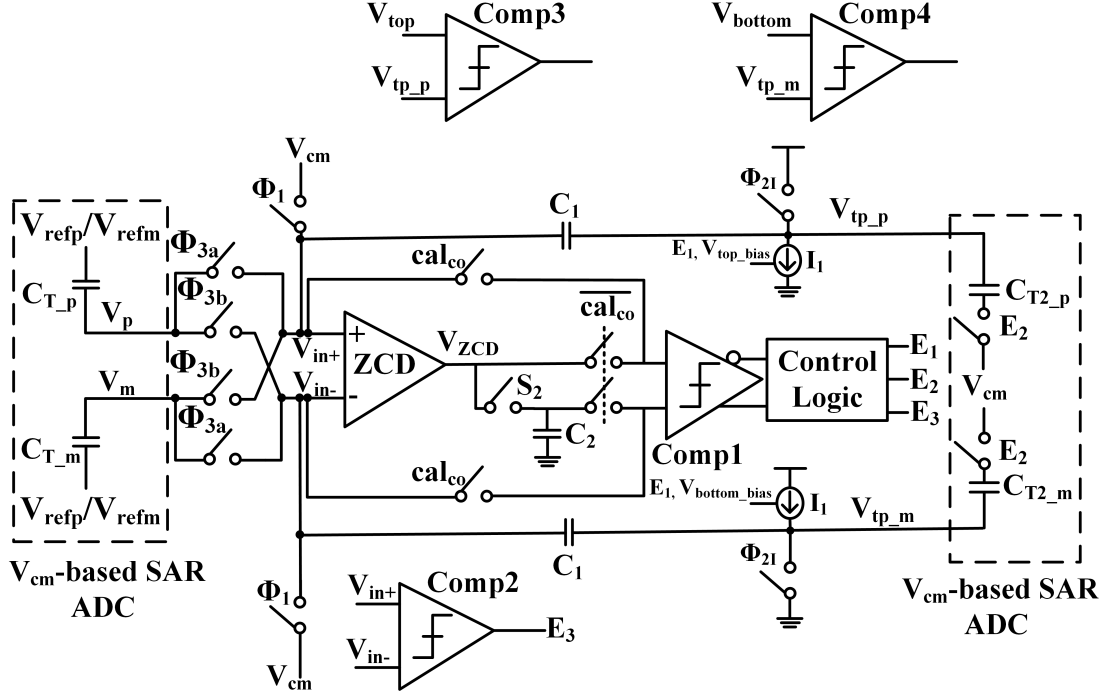 Comp3
V_top
V_tp_p
Comp4
V_bottom
V_tp_m
V_cm
Φ_1
C_1
Φ_2I
V_tp_p
E_1, V_top_bias
I_1
V_refp/V_refm
C_T_p
V_p
Φ_3a
Φ_3b
cal_co
V_in+
+
ZCD
V_ZCD
\overline{cal_co}
Control
Logic
E_1
E_2
E_3
C_T2_p
E_2
V_cm
V_m
Φ_3b
Φ_3a
V_in-
-
S_2
C_2
Comp1
C_T_m
V_refp/V_refm
cal_co
E_1, V_bottom_bias
I_1
V_tp_m
E_2
C_T2_m
V_cm-based SAR
ADC
C_1
Φ_2I
V_cm-based SAR
ADC
Φ_1
V_cm
Comp2
V_in+
V_in-
E_3